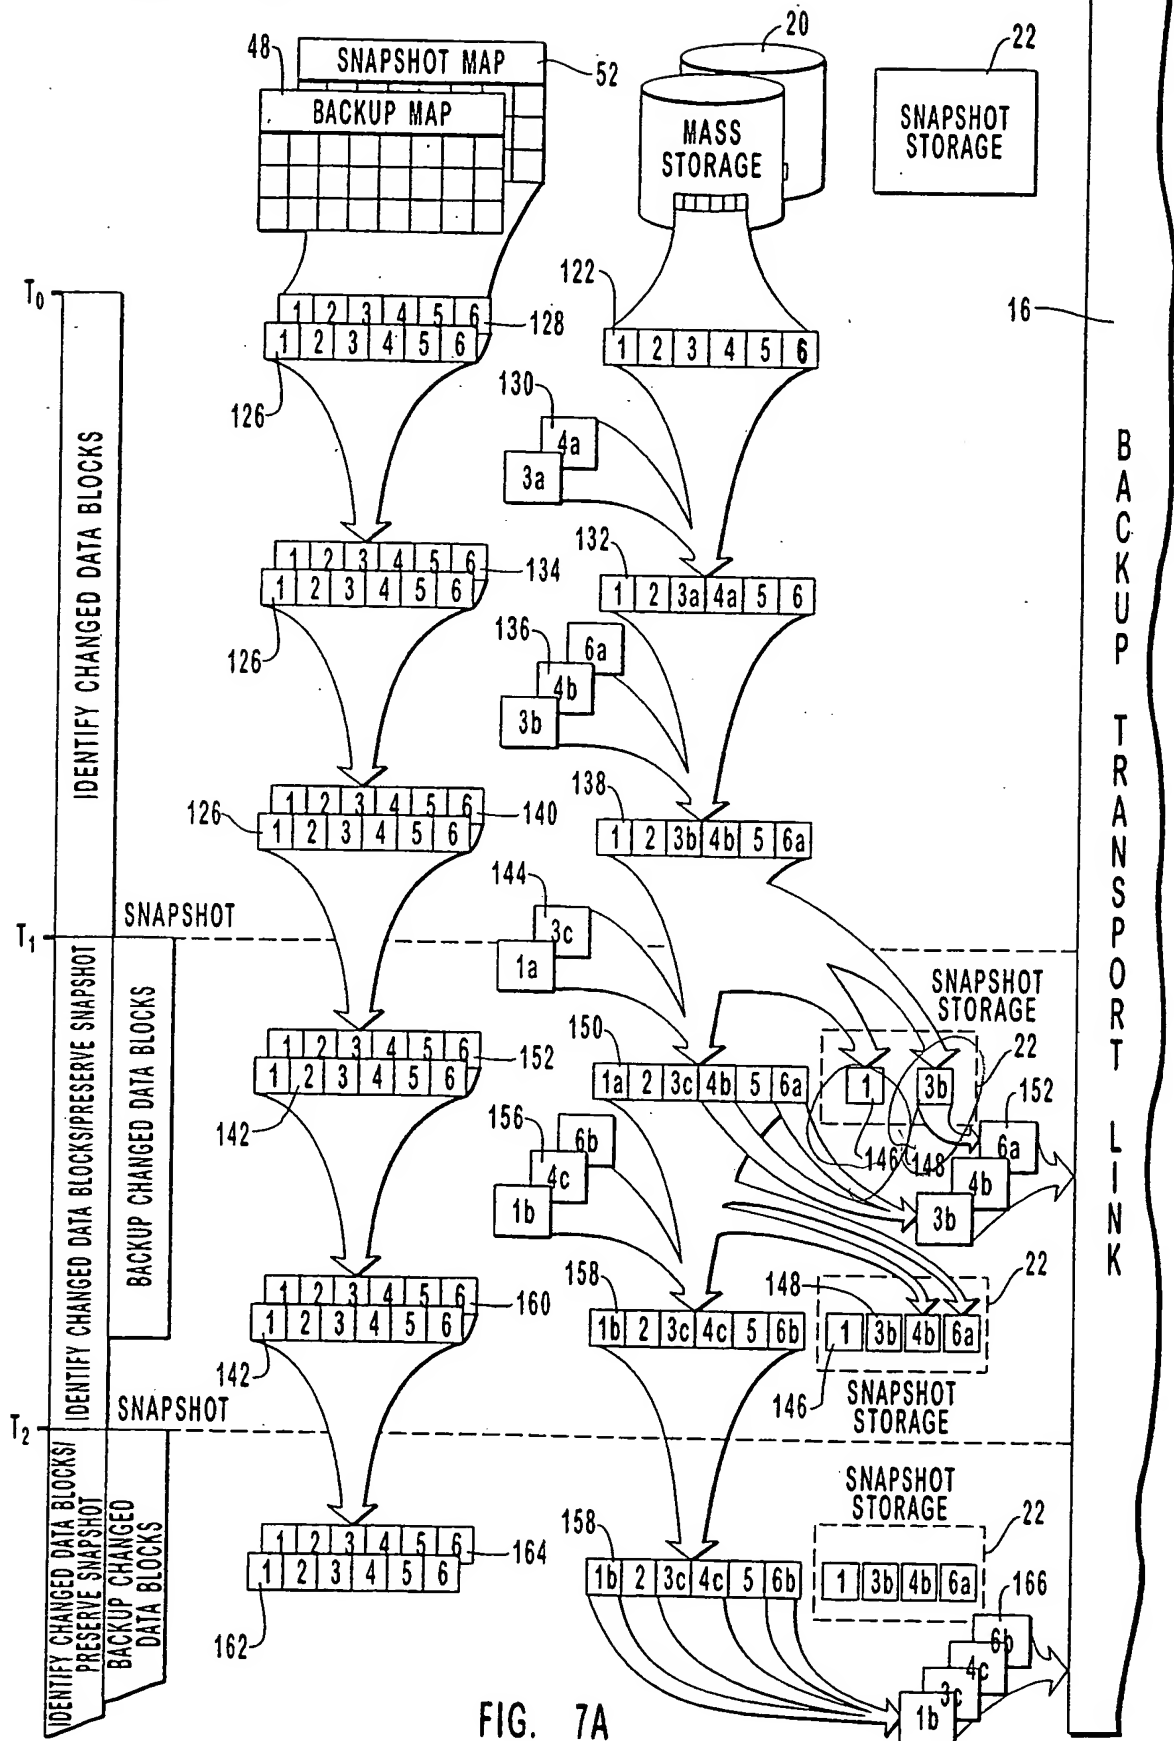 20
22
48
SNAPSHOT MAP
52
BACKUP MAP
MASS
STORAGE
SNAPSHOT
STORAGE
T0
122
16
1 2 3 4 5 6
128
1 2 3 4 5 6
1 2 3 4 5 6
126
130
4a
3a
IDENTIFY CHANGED DATA BLOCKS
BACKUP TRANSPORT LINK
132
1 2 3 4 5 6
134
1 2 3 4 5 6
1 2 3a 4a 5 6
126
136
6a
4b
3b
138
1 2 3 4 5 6
140
126
1 2 3 4 5 6
1 2 3b 4b 5 6a
144
SNAPSHOT
3c
T1
1a
IDENTIFY CHANGED DATA BLOCKS/PRESERVE SNAPSHOT
BACKUP CHANGED DATA BLOCKS
SNAPSHOT
STORAGE
150
22
1 2 3 4 5 6
152
1 2 3 4 5 6
1a 2 3c 4b 5 6a
1
3b
152
142
156
6b
146
148
6a
4c
4b
1b
3b
158
148
22
1 2 3 4 5 6
160
1 2 3 4 5 6
1b 2 3c 4c 5 6b
1 3b 4b 6a
142
146
SNAPSHOT
STORAGE
SNAPSHOT
T2
IDENTIFY CHANGED DATA BLOCKS/
PRESERVE SNAPSHOT
BACKUP CHANGED
DATA BLOCKS
SNAPSHOT
STORAGE
158
22
1 2 3 4 5 6
164
1 2 3 4 5 6
1b 2 3c 4c 5 6b
1 3b 4b 6a
166
162
6b
4c
3c
1b
FIG. 7A